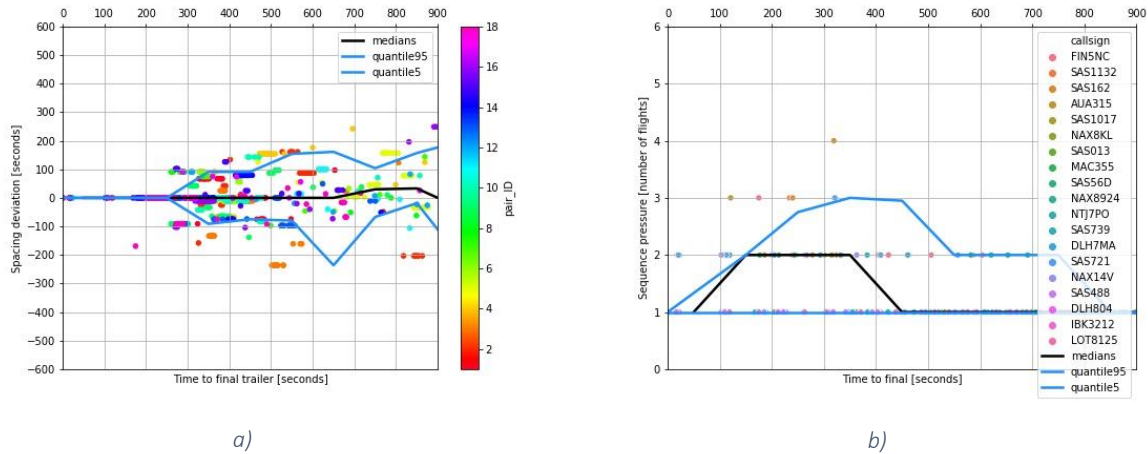 0 100 200 300 400 500 600 700 800 900
600
500
400
300
200
100
0
−100
−200
−300
−400
−500
−600
Spacing deviation [seconds]
Time to final trailer [seconds]
medians
quantile95
quantile5
18
16
14
12
10
8
6
4
2
pair_ID
a)
0 100 200 300 400 500 600 700 800 900
6
5
4
3
2
1
0
Sequence pressure [number of flights]
Time to final [seconds]
callsign
FIN5NC
SAS1132
SAS162
AUA315
SAS1017
NAX8KL
SAS013
MAC355
SAS56D
NAX8924
NTJ7PO
SAS739
DLH7MA
SAS721
NAX14V
SAS488
DLH804
IBK3212
LOT8125
medians
quantile95
quantile5
b)